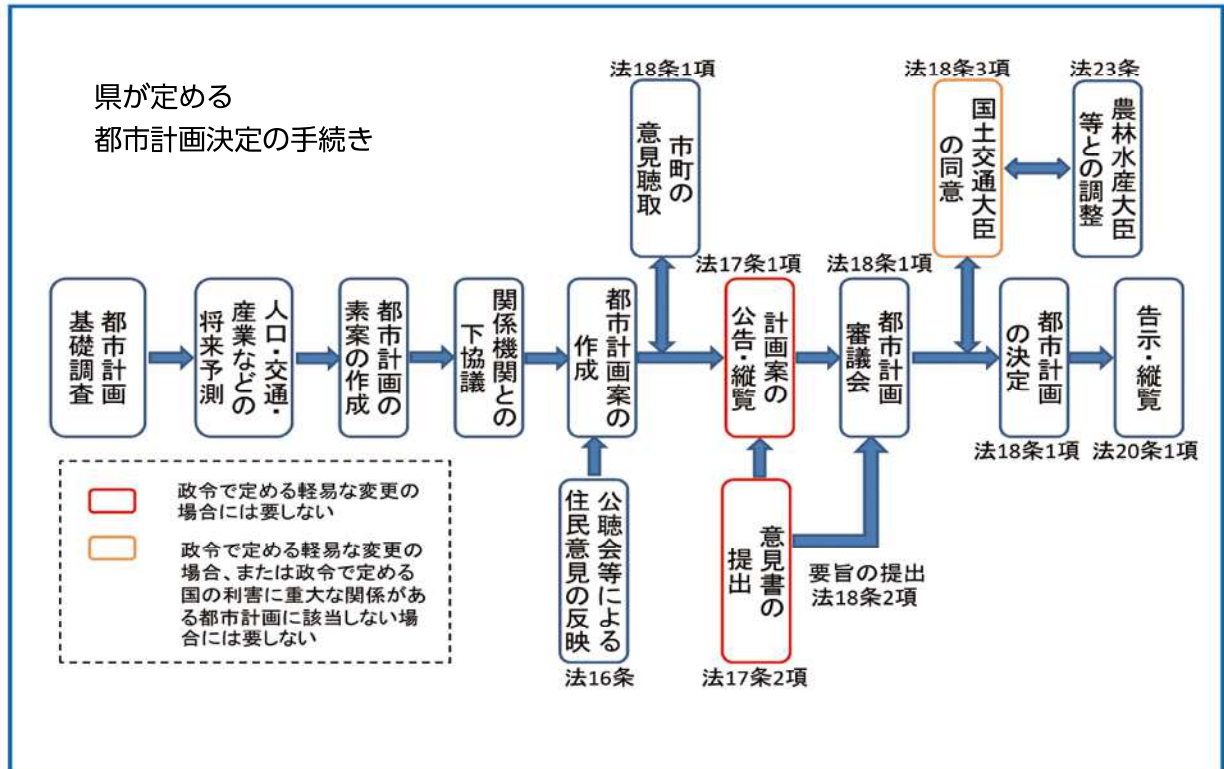 県が定める
都市計画決定の手続き
法18条1項
市町の
意見聴取
法18条3項
国土交通大臣
の同意
法23条
農林水産大臣
等との調整
都市計画
基礎調査
人口・交通・
産業などの
将来予測
都市計画の
素案の作成
関係機関との
下協議
都市計画案の
作成
法17条1項
計画案の
公告・縦覧
法18条1項
都市計画
審議会
都市計画
の決定
法18条1項
告示・縦覧
法20条1項
公聴会等による
住民意見の反映
法16条
意見書の
提出
法17条2項
要旨の提出
法18条2項
政令で定める軽易な変更の
場合には要しない
政令で定める軽易な変更の
場合、または政令で定める
国の利害に重大な関係があ
る都市計画に該当しない場
合には要しない